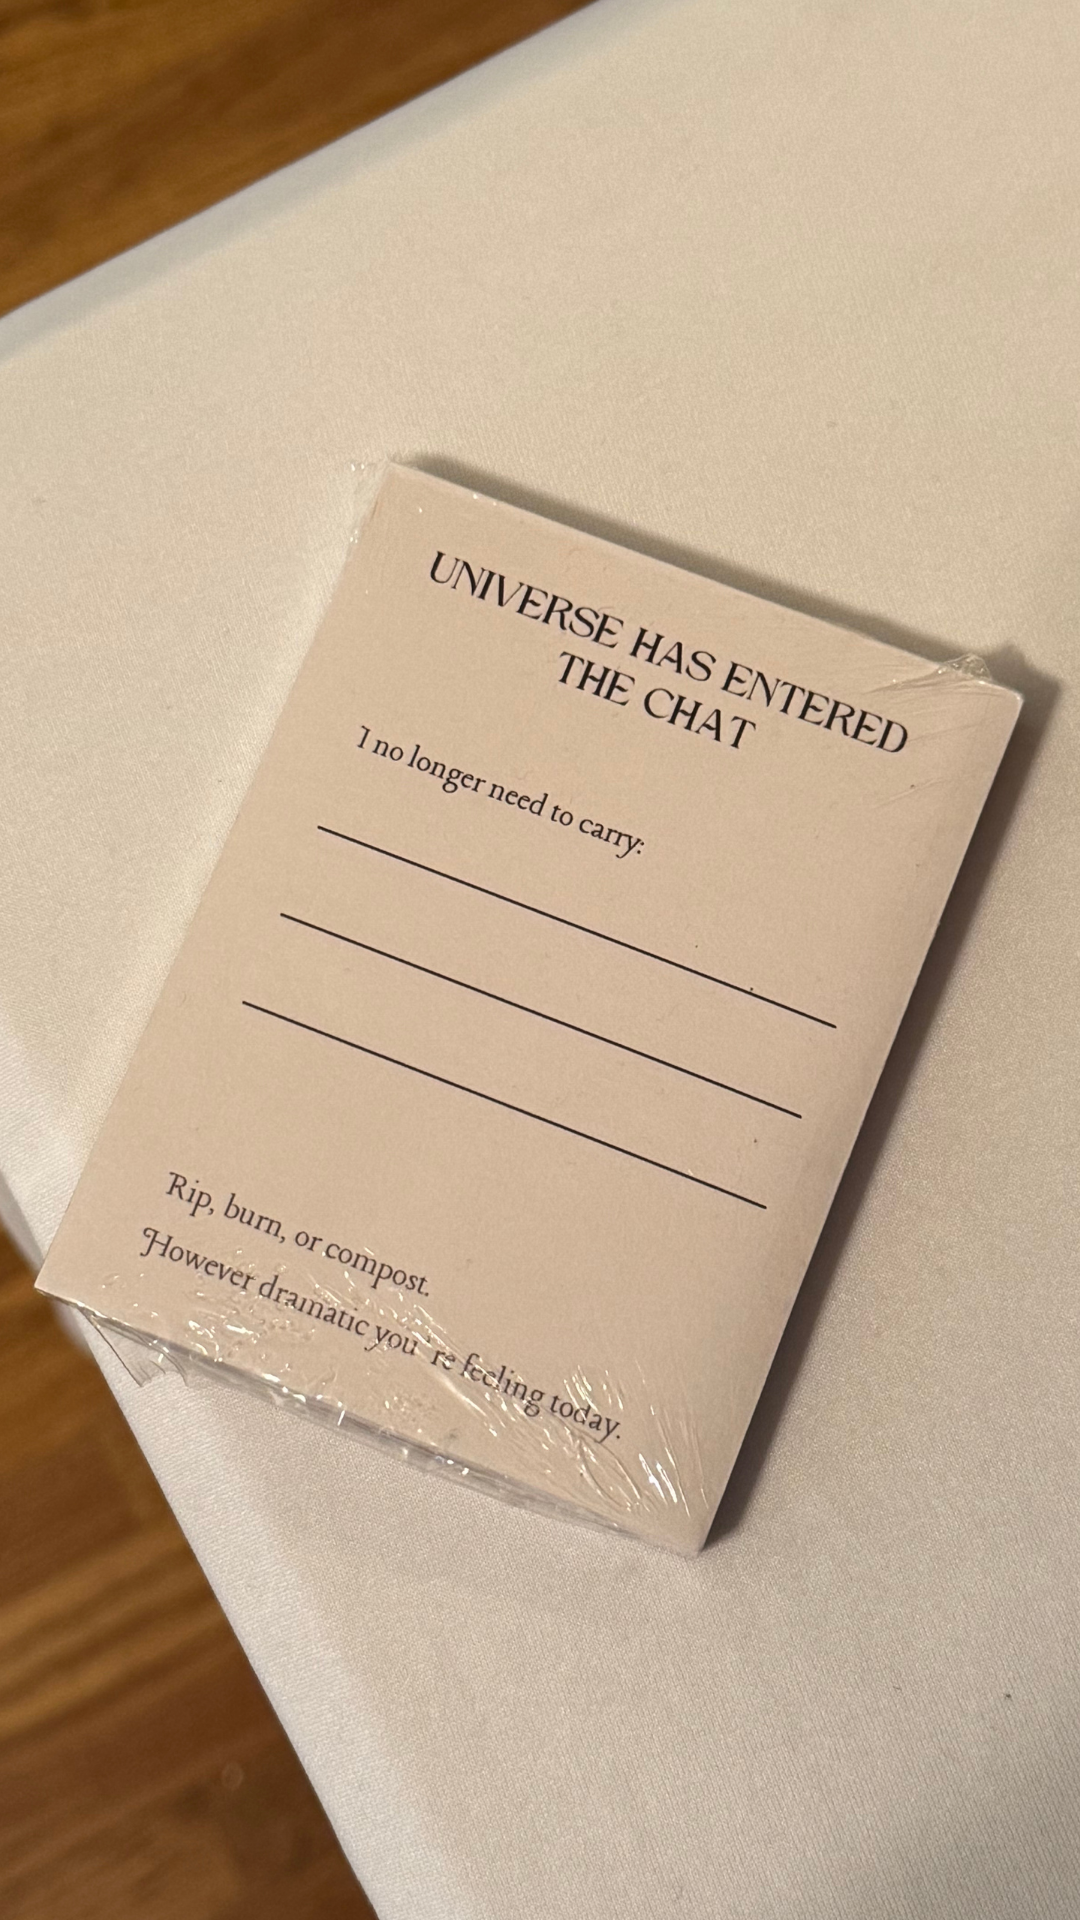 UNIVERSE HAS ENTERED
THE CHAT
I no longer need to carry:
Rip, burn, or compost.
However dramatic you're feeling today.